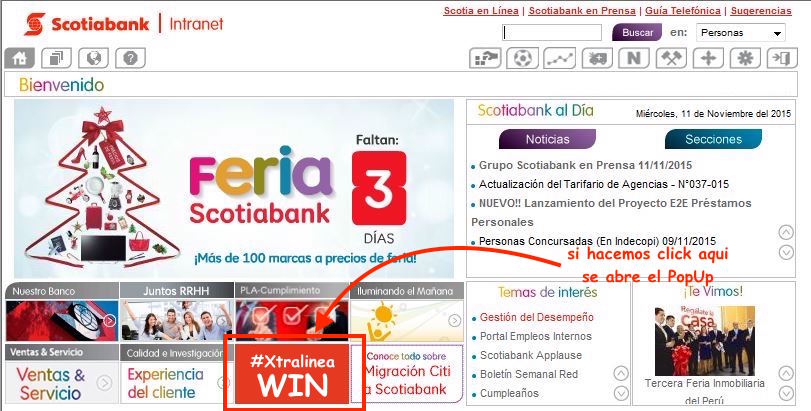 Scotia en Línea | Scotiabank en Prensa | Guía Telefónica | Sugerencias
Scotiabank | Intranet
Buscar en: Personas
N
Bienvenido
Feria
Scotiabank
Faltan:
3
DÍAS
¡Más de 100 marcas a precios de feria!
Scotiabank al Día
Miércoles, 11 de Noviembre del 2015
Noticias Secciones
Grupo Scotiabank en Prensa 11/11/2015
Actualización del Tarifario de Agencias - N°037-015
NUEVO!! Lanzamiento del Proyecto E2E Préstamos
Personales
Personas Concursadas (En Indecopi) 09/11/2015
si hacemos click aqui
se abre el PopUp
Nuestro Banco
Juntos RRHH
PLA-Cumplimiento
Iluminando el Mañana
Ventas & Servicio
Ventas &
Servicio
Calidad e Investigación
Experiencia
del cliente
#Xtralinea
WIN
Conoce todo sobre
Migración Citi
a Scotiabank
Temas de interés
Gestión del Desempeño
Portal Empleos Internos
Scotiabank Applause
Boletín Semanal Red
Cumpleaños
¡Te Vimos!
Regálate la
casa
Tercera Feria Inmobiliaria
del Perú